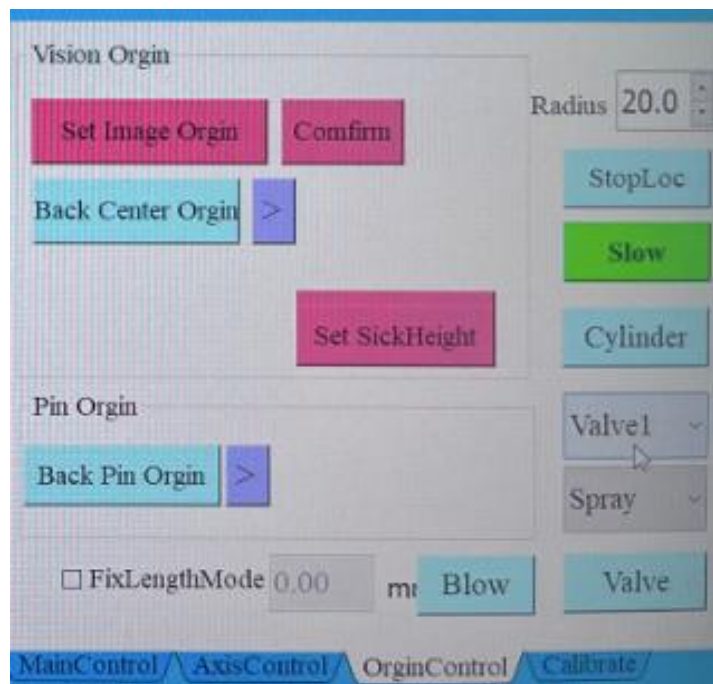 Vision Orgin
Set Image Orgin Comfirm
Radius 20.0
Back Center Orgin >
StopLoc
Slow
Set SickHeight
Cylinder
Pin Orgin
Valve1
Back Pin Orgin >
Spray
FixLengthMode 0.00
Blow
Valve
MainControl AxisControl OrginControl Calibrate